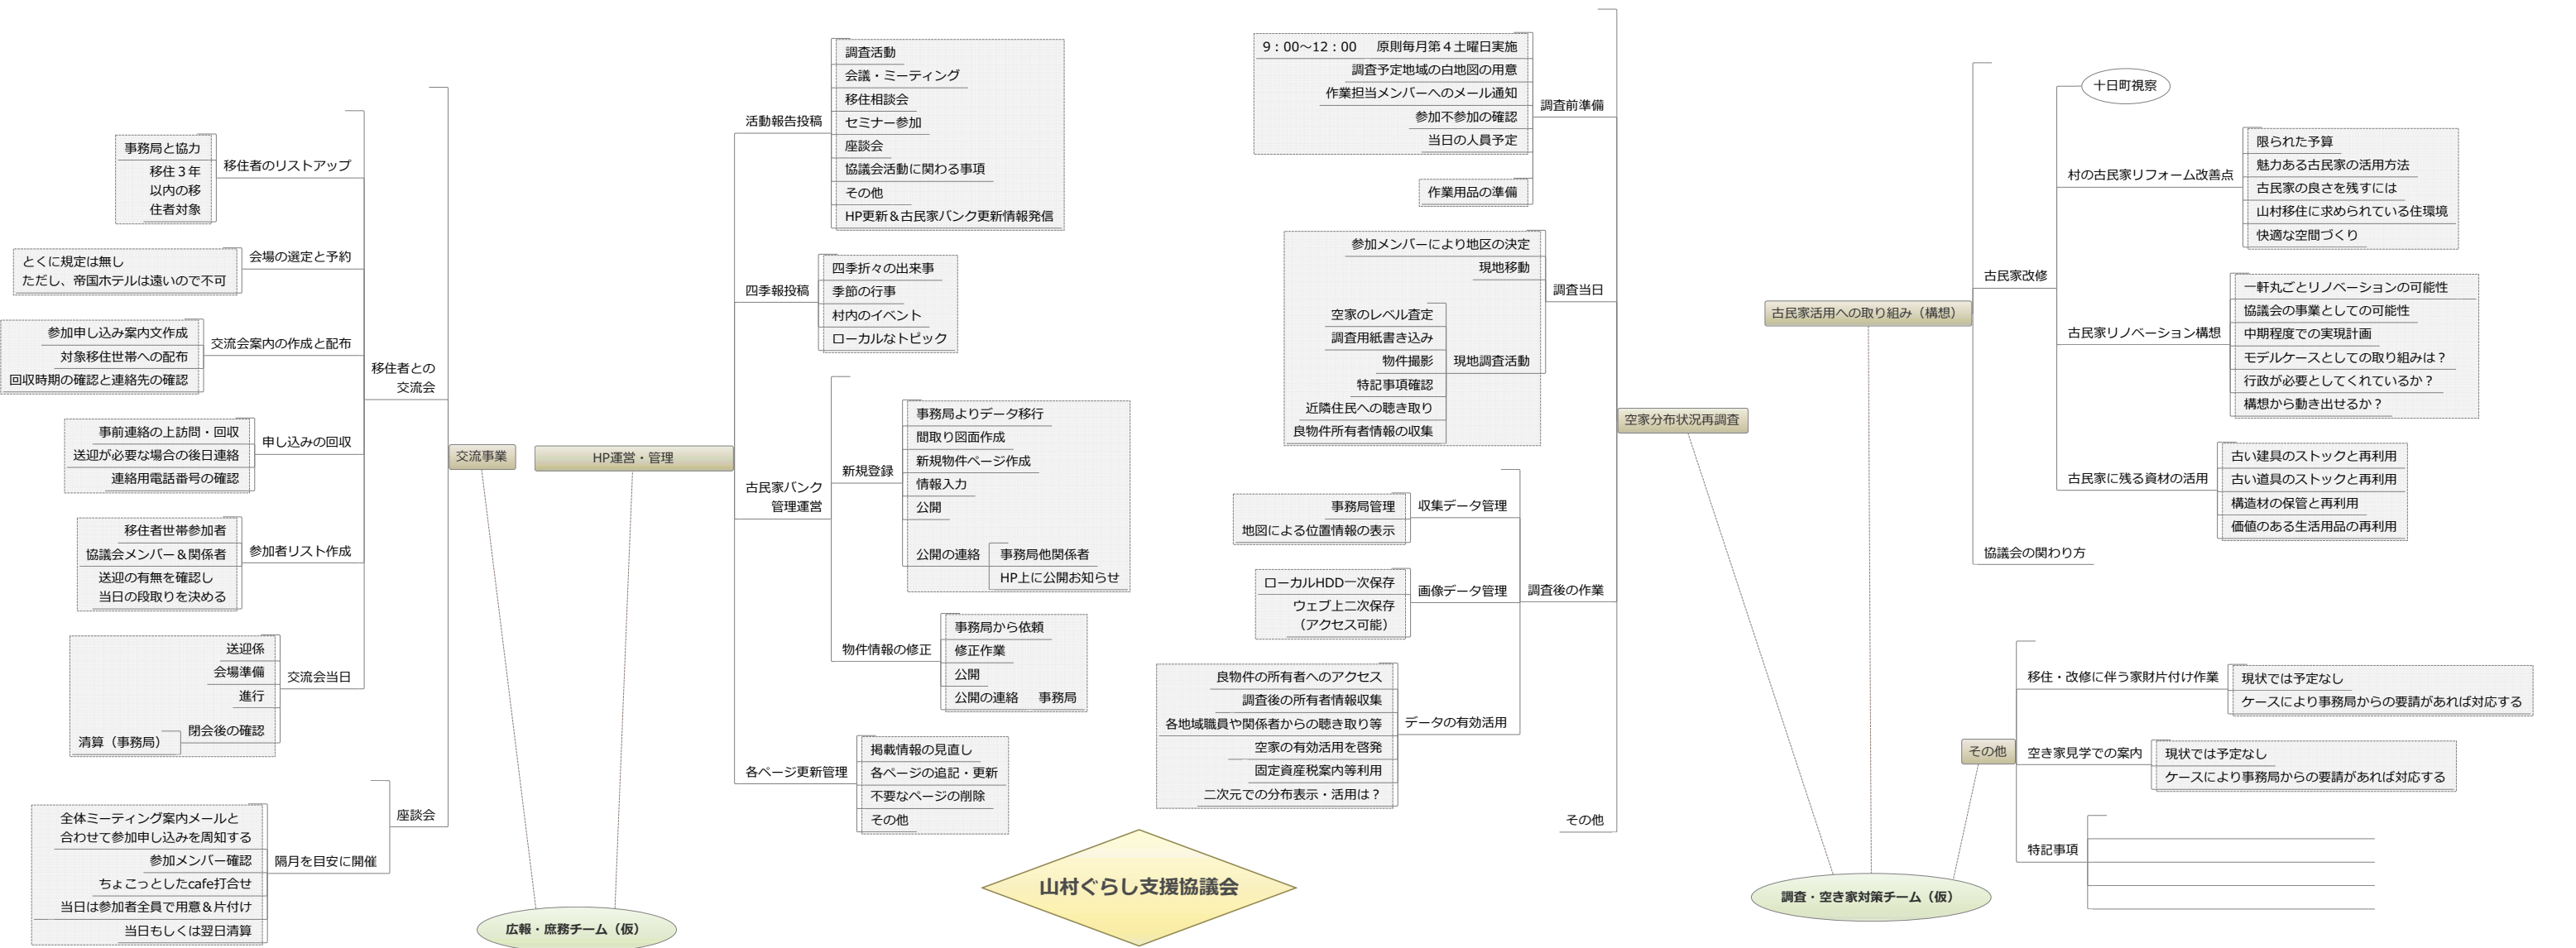 交流事業
移住者との
交流会
移住者のリストアップ
事務局と協力
移住３年
以内の移
住者対象
会場の選定と予約
とくに規定は無し
ただし、帝国ホテルは遠いので不可
交流会案内の作成と配布
参加申し込み案内文作成
対象移住世帯への配布
回収時期の確認と連絡先の確認
申し込みの回収
事前連絡の上訪問・回収
送迎が必要な場合の後日連絡
連絡用電話番号の確認
参加者リスト作成
移住者世帯参加者
協議会メンバー＆関係者
送迎の有無を確認し
当日の段取りを決める
交流会当日
送迎係
会場準備
進行
閉会後の確認
清算（事務局）
座談会
隔月を目安に開催
全体ミーティング案内メールと
合わせて参加申し込みを周知する
参加メンバー確認
ちょこっとしたcafe打合せ
当日は参加者全員で用意＆片付け
当日もしくは翌日清算
HP運営・管理
活動報告投稿
調査活動
会議・ミーティング
移住相談会
セミナー参加
座談会
協議会活動に関わる事項
その他
HP更新＆古民家バンク更新情報発信
四季報投稿
四季折々の出来事
季節の行事
村内のイベント
ローカルなトピック
古民家バンク
管理運営
新規登録
事務局よりデータ移行
間取り図面作成
新規物件ページ作成
情報入力
公開
公開の連絡
事務局他関係者
HP上に公開お知らせ
物件情報の修正
事務局から依頼
修正作業
公開
公開の連絡　事務局
各ページ更新管理
掲載情報の見直し
各ページの追記・更新
不要なページの削除
その他
広報・庶務チーム（仮）
山村ぐらし支援協議会
空家分布状況再調査
調査前準備
9：00～12：00　原則毎月第４土曜日実施
調査予定地域の白地図の用意
作業担当メンバーへのメール通知
参加不参加の確認
当日の人員予定
作業用品の準備
調査当日
参加メンバーにより地区の決定
現地移動
現地調査活動
空家のレベル査定
調査用紙書き込み
物件撮影
特記事項確認
近隣住民への聴き取り
良物件所有者情報の収集
調査後の作業
収集データ管理
事務局管理
地図による位置情報の表示
画像データ管理
ローカルHDD一次保存
ウェブ上二次保存
（アクセス可能）
データの有効活用
良物件の所有者へのアクセス
調査後の所有者情報収集
各地域職員や関係者からの聴き取り等
空家の有効活用を啓発
固定資産税案内等利用
二次元での分布表示・活用は？
その他
古民家活用への取り組み（構想）
古民家改修
十日町視察
村の古民家リフォーム改善点
限られた予算
魅力ある古民家の活用方法
古民家の良さを残すには
山村移住に求められている住環境
快適な空間づくり
古民家リノベーション構想
一軒丸ごとリノベーションの可能性
協議会の事業としての可能性
中期程度での実現計画
モデルケースとしての取り組みは？
行政が必要としてくれているか？
構想から動き出せるか？
古民家に残る資材の活用
古い建具のストックと再利用
古い道具のストックと再利用
構造材の保管と再利用
価値のある生活用品の再利用
協議会の関わり方
その他
移住・改修に伴う家財片付け作業
現状では予定なし
ケースにより事務局からの要請があれば対応する
空き家見学での案内
現状では予定なし
ケースにより事務局からの要請があれば対応する
特記事項
調査・空き家対策チーム（仮）